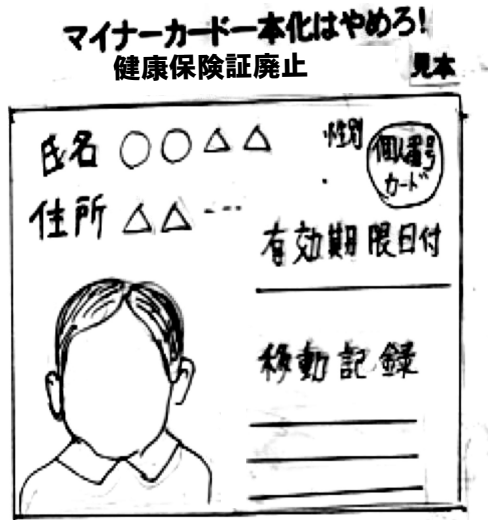 マイナーカード一本化はやめろ!
健康保険証廃止
見本
氏名 ○○△△
性別
個人番号
カード
住所 △△---
有効期限日付
移動記録